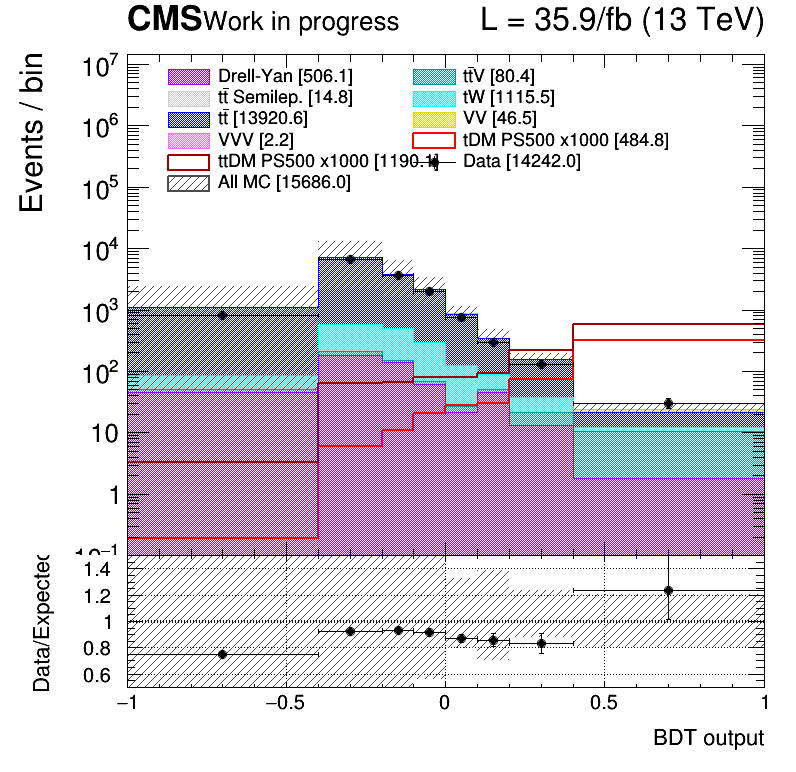 CMS Work in progress L = 35.9/fb (13 TeV)
Events / bin
10⁷
10⁶
10⁵
10⁴
10³
10²
10
1
10⁻¹
Drell-Yan [506.1]
tt̄V [80.4]
tt̄ Semilep. [14.8]
tW [1115.5]
tt̄ [13920.6]
VV [46.5]
VVV [2.2]
tDM PS500 x1000 [484.8]
ttDM PS500 x1000 [1190.1]
Data [14242.0]
All MC [15686.0]
Data/Expected
1.4
1.2
1
0.8
0.6
−1 −0.5 0 0.5 1
BDT output